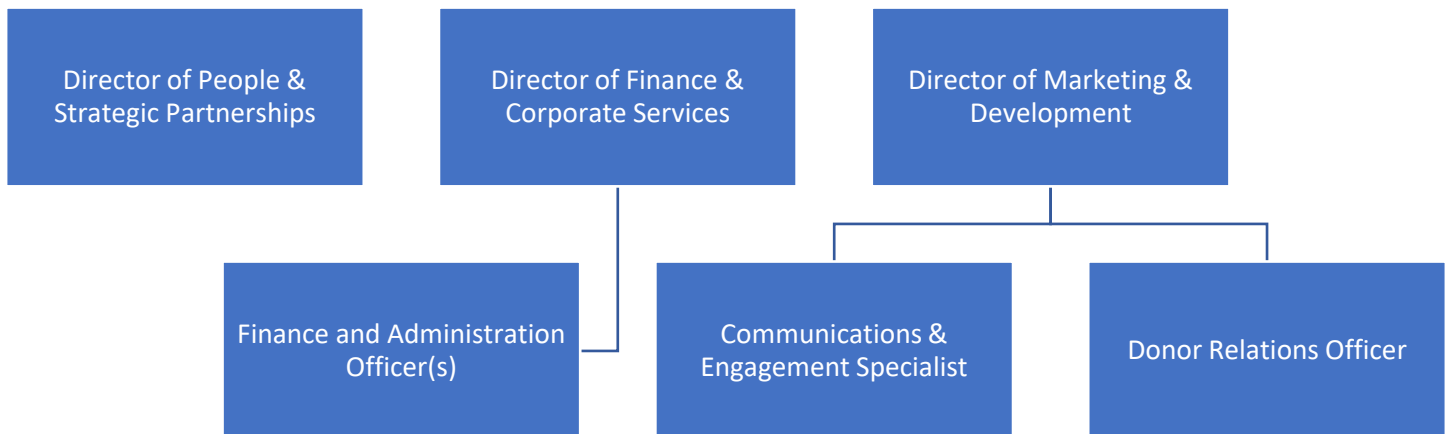 Director of People &
Strategic Partnerships
Director of Finance &
Corporate Services
Director of Marketing &
Development
Finance and Administration
Officer(s)
Communications &
Engagement Specialist
Donor Relations Officer